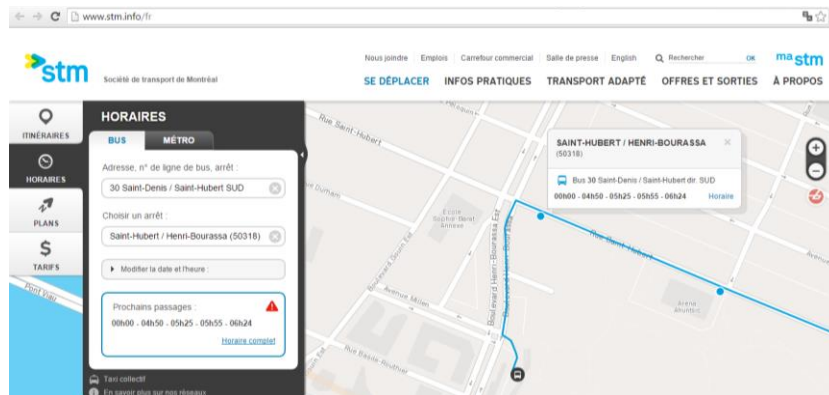 www.stm.info/fr
stm
Société de transport de Montréal
Nous joindre Emplois Carrefour commercial Salle de presse English Rechercher OK
ma stm
SE DÉPLACER INFOS PRATIQUES TRANSPORT ADAPTÉ OFFRES ET SORTIES À PROPOS
ITINÉRAIRES
HORAIRES
PLANS
TARIFS
HORAIRES
BUS MÉTRO
Adresse, n° de ligne de bus, arrêt :
30 Saint-Denis / Saint-Hubert SUD
Choisir un arrêt :
Saint-Hubert / Henri-Bourassa (50318)
Modifier la date et l'heure :
Prochains passages :
00h00 - 04h50 - 05h25 - 05h55 - 06h24
Horaire complet
Taxi collectif
En savoir plus sur nos réseaux
SAINT-HUBERT / HENRI-BOURASSA
(50318)
Bus 30 Saint-Denis / Saint-Hubert dir. SUD
00h00 - 04h50 - 05h25 - 05h55 - 06h24 Horaire
Rue Saint-Hubert
Boulevard Henri-Bourassa Est
Rue Saint-Hubert
Pont Viau